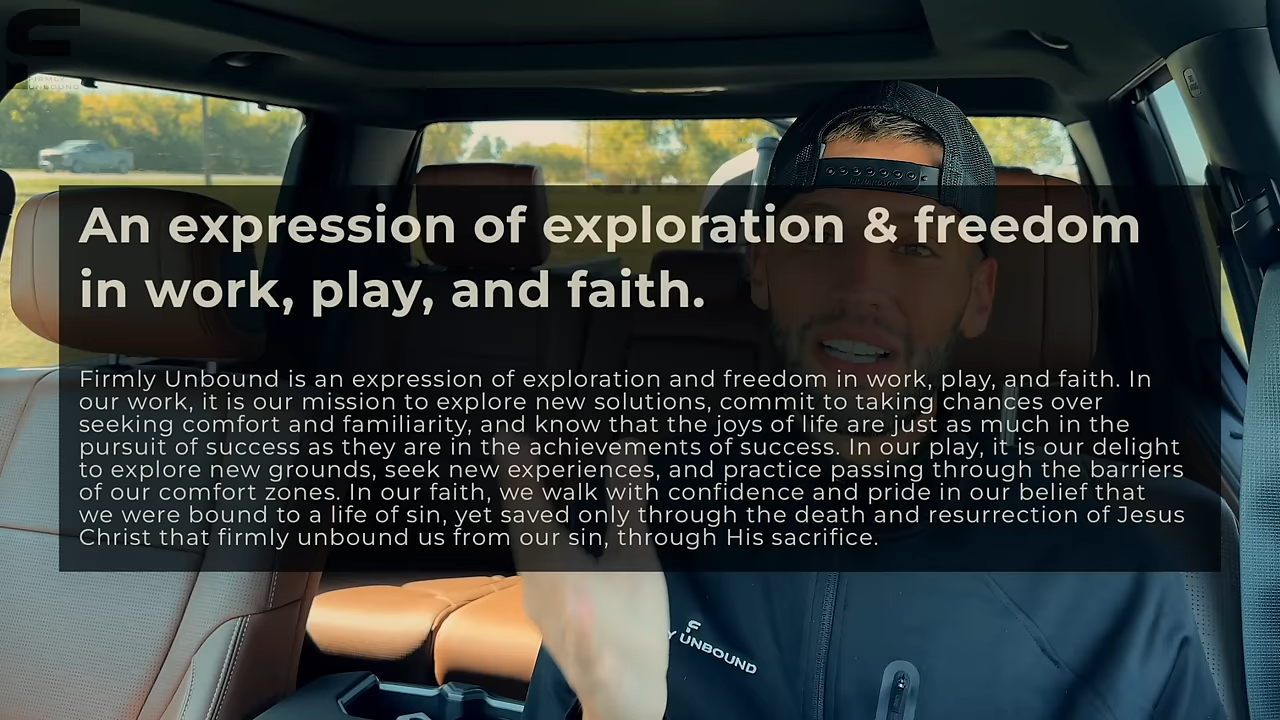 FIRMLY
UNBOUND
An expression of exploration & freedom
in work, play, and faith.
Firmly Unbound is an expression of exploration and freedom in work, play, and faith. In
our work, it is our mission to explore new solutions, commit to taking chances over
seeking comfort and familiarity, and know that the joys of life are just as much in the
pursuit of success as they are in the achievements of success. In our play, it is our delight
to explore new grounds, seek new experiences, and practice passing through the barriers
of our comfort zones. In our faith, we walk with confidence and pride in our belief that
we were bound to a life of sin, yet saved only through the death and resurrection of Jesus
Christ that firmly unbound us from our sin, through His sacrifice.
Y UNBOUND